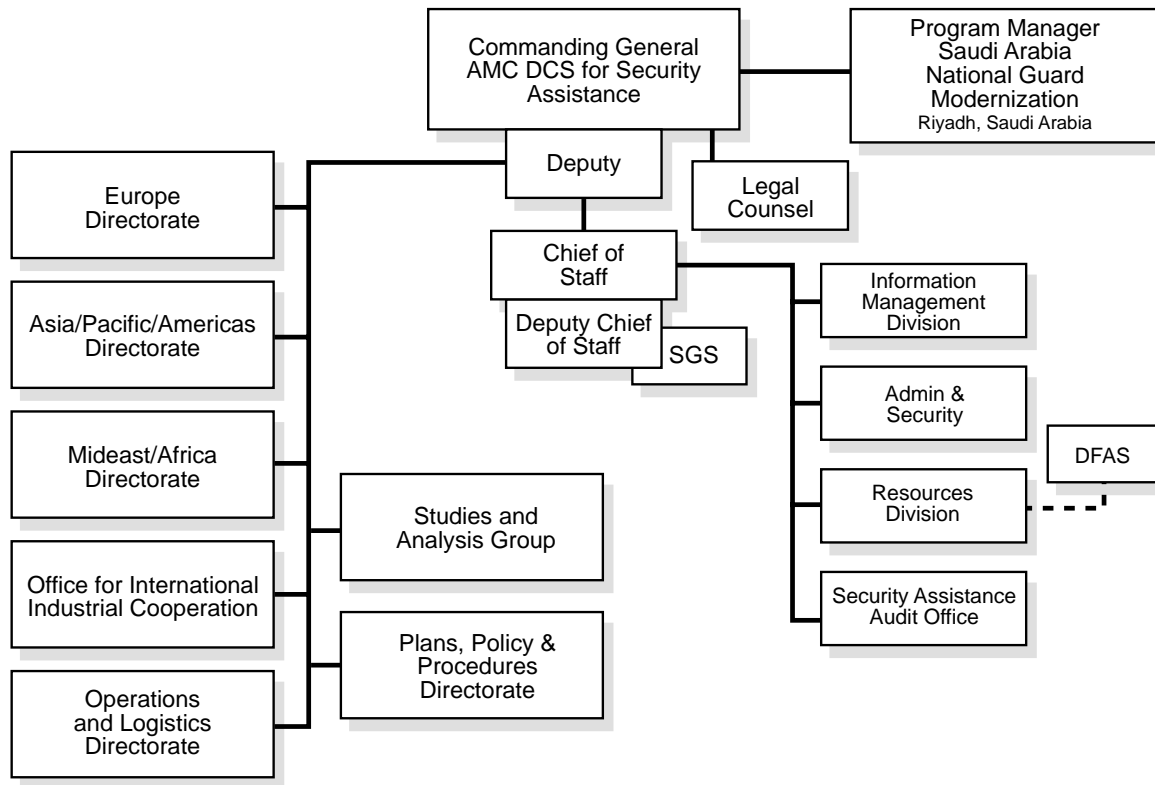 Commanding General
AMC DCS for Security
Assistance
Program Manager
Saudi Arabia
National Guard
Modernization
Riyadh, Saudi Arabia
Deputy
Legal
Counsel
Europe
Directorate
Chief of
Staff
Deputy Chief
of Staff
SGS
Asia/Pacific/Americas
Directorate
Information
Management
Division
Admin &
Security
Mideast/Africa
Directorate
DFAS
Resources
Division
Studies and
Analysis Group
Office for International
Industrial Cooperation
Security Assistance
Audit Office
Plans, Policy &
Procedures
Directorate
Operations
and Logistics
Directorate